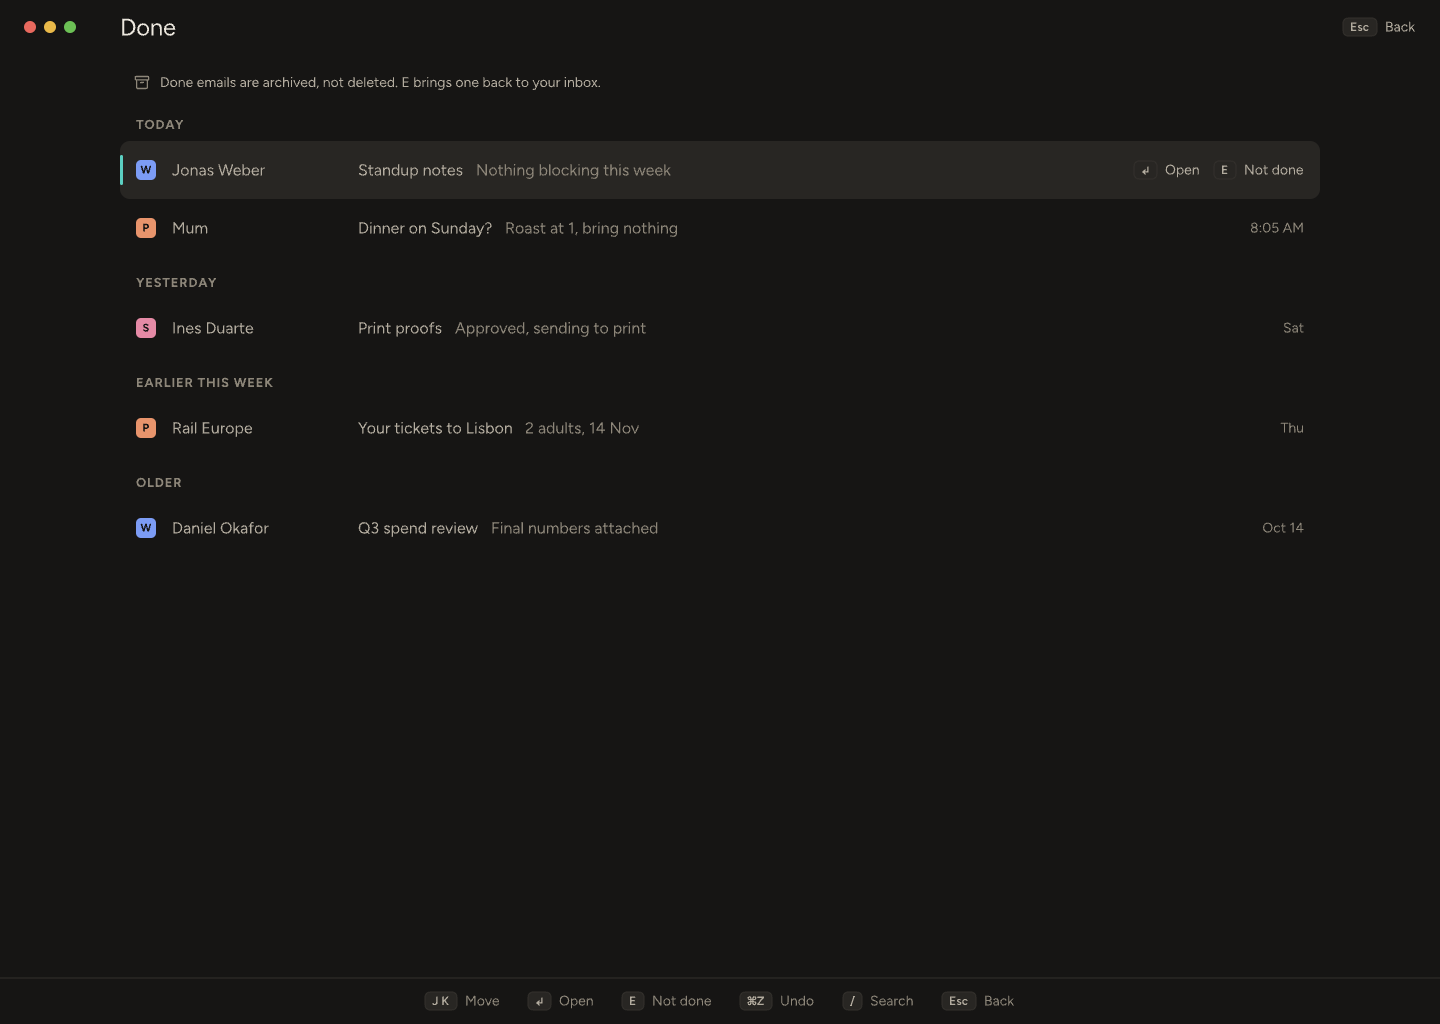 Done
Esc Back
Done emails are archived, not deleted. E brings one back to your inbox.
TODAY
W Jonas Weber Standup notes Nothing blocking this week ↲ Open E Not done
P Mum Dinner on Sunday? Roast at 1, bring nothing 8:05 AM
YESTERDAY
S Ines Duarte Print proofs Approved, sending to print Sat
EARLIER THIS WEEK
P Rail Europe Your tickets to Lisbon 2 adults, 14 Nov Thu
OLDER
W Daniel Okafor Q3 spend review Final numbers attached Oct 14
J K Move ↲ Open E Not done ⌘Z Undo / Search Esc Back